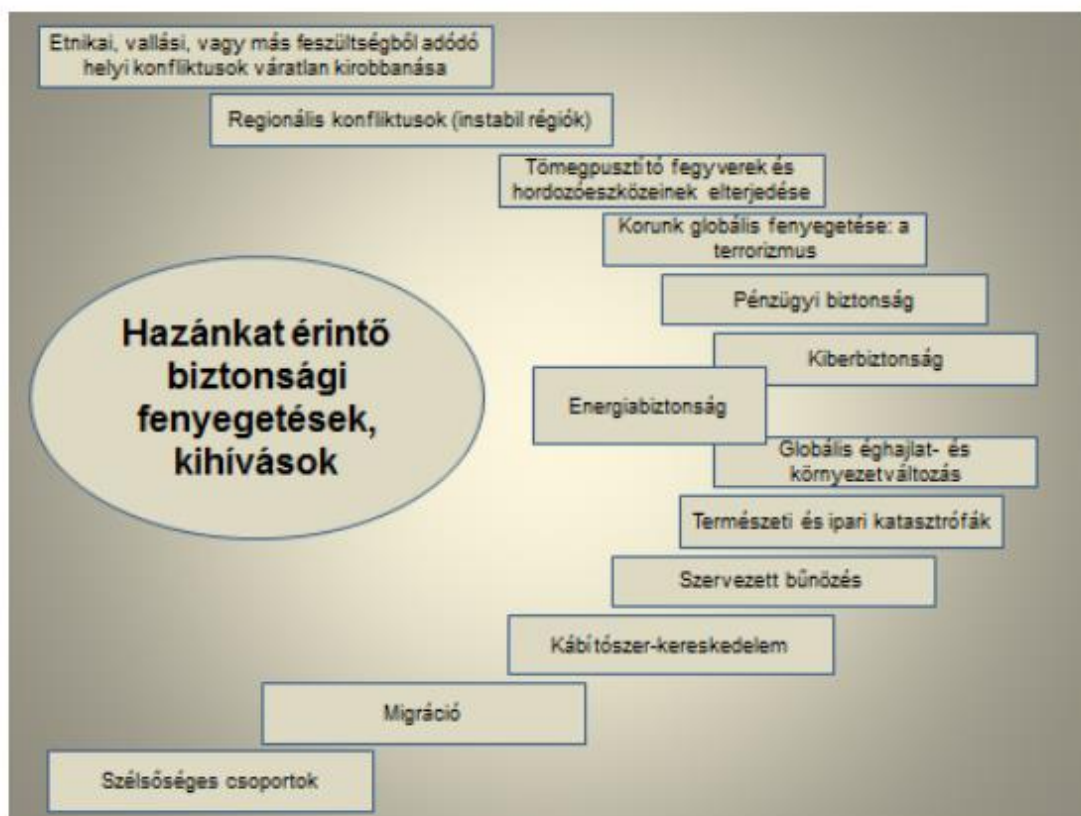 Etnikai, vallási, vagy más feszültségből adódó
helyi konfliktusok váratlan kirobbanása
Regionális konfliktusok (instabil régiók)
Tömegpusztító fegyverek és
hordozóeszközeinek elterjedése
Korunk globális fenyegetése: a
terrorizmus
Pénzügyi biztonság
Hazánkat érintő
biztonsági
fenyegetések,
kihívások
Kiberbiztonság
Energiabiztonság
Globális éghajlat- és
környezetváltozás
Természeti és ipari katasztrófák
Szervezett bűnözés
Kábítószer-kereskedelem
Migráció
Szélsőséges csoportok